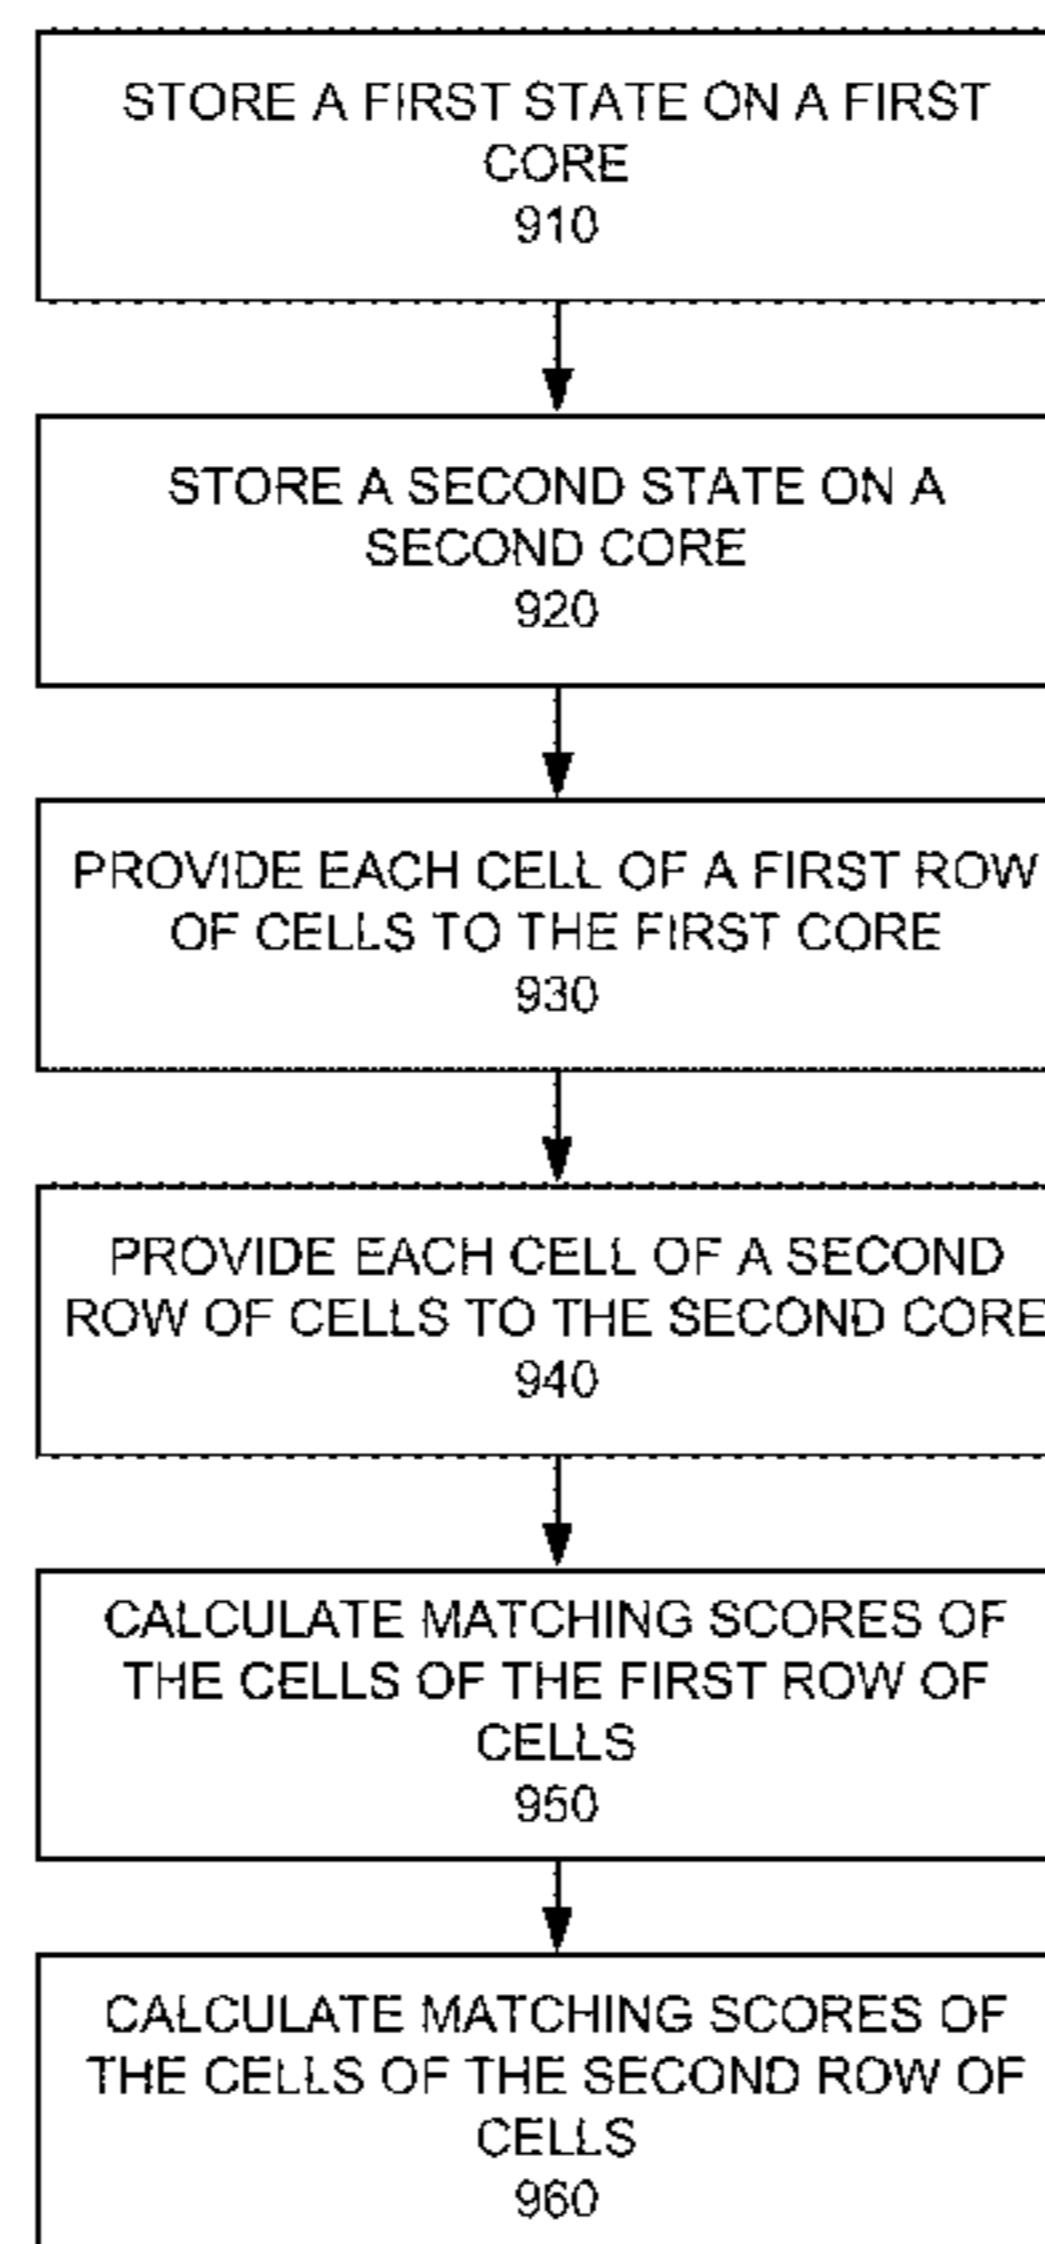 STORE A FIRST STATE ON A FIRST
CORE
910
STORE A SECOND STATE ON A
SECOND CORE
920
PROVIDE EACH CELL OF A FIRST ROW
OF CELLS TO THE FIRST CORE
930
PROVIDE EACH CELL OF A SECOND
ROW OF CELLS TO THE SECOND CORE
940
CALCULATE MATCHING SCORES OF
THE CELLS OF THE FIRST ROW OF
CELLS
950
CALCULATE MATCHING SCORES OF
THE CELLS OF THE SECOND ROW OF
CELLS
960